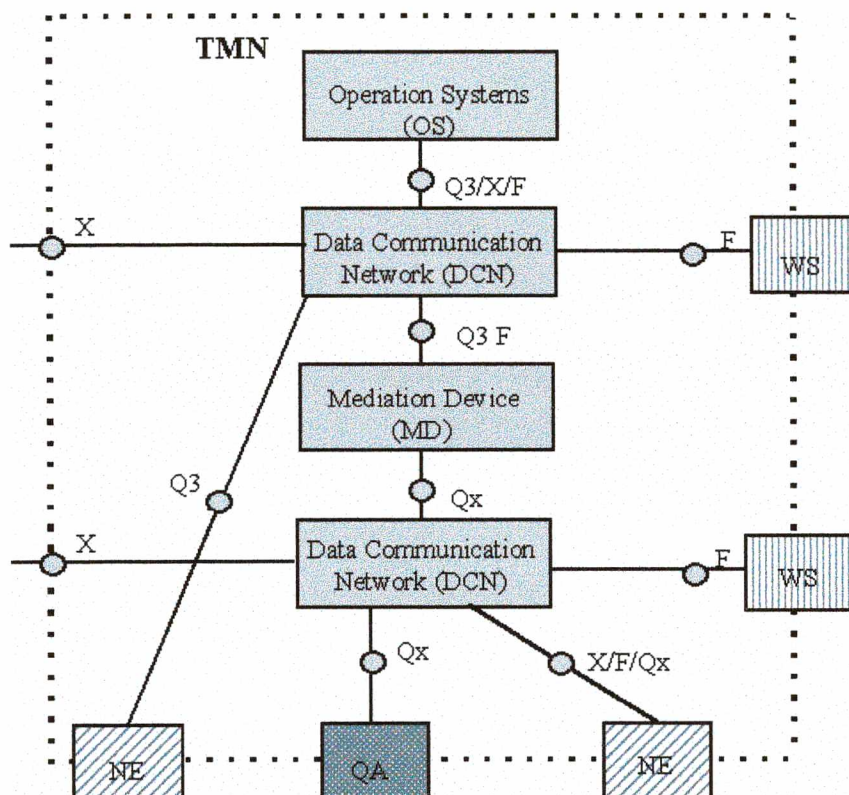 TMN
Operation Systems
(OS)
Q3/X/F
X
Data Communication
Network (DCN)
F
WS
Q3 F
Mediation Device
(MD)
Q3
Qx
X
Data Communication
Network (DCN)
F
WS
Qx
X/F/Qx
NE
QA
NE